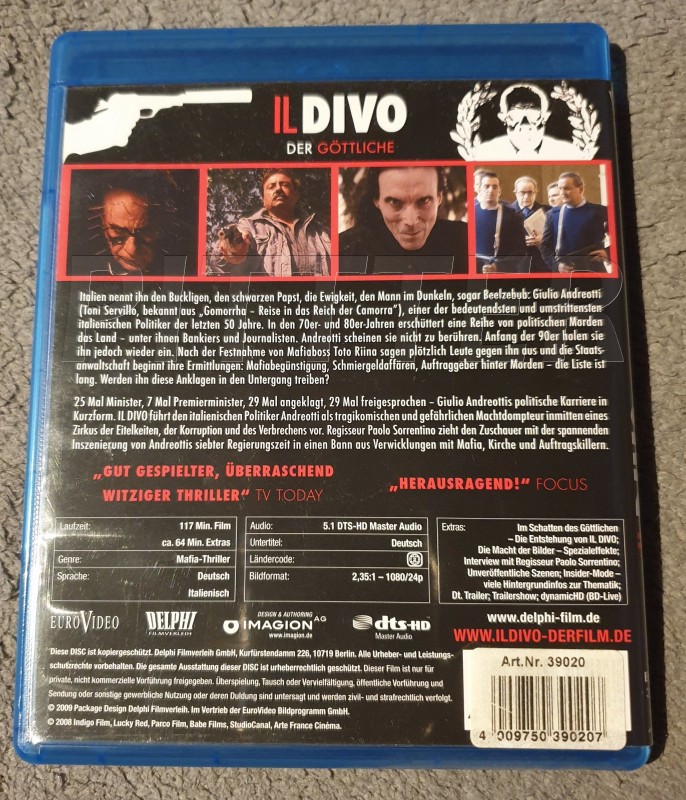 IL DIVO
DER GÖTTLICHE
Italien nennt ihn den Buckligen, den schwarzen Papst, die Ewigkeit, den Mann im Dunkeln, sogar Beelzebub: Giulio Andreotti
(Toni Servillo, bekannt aus „Gomorrha – Reise in das Reich der Camorra“), einer der bedeutendsten und umstrittensten
italienischen Politiker der letzten 50 Jahre. In den 70er- und 80er-Jahren erschüttert eine Reihe von politischen Morden
das Land – unter ihnen Bankiers und Journalisten. Andreotti scheinen sie nicht zu berühren. Anfang der 90er holen sie
ihn jedoch wieder ein. Nach der Festnahme von Mafiaboss Toto Riina sagen plötzlich Leute gegen ihn aus und die Staats-
anwaltschaft beginnt ihre Ermittlungen: Mafiabegünstigung, Schmiergeldaffären, Auftraggeber hinter Morden – die Liste ist
lang. Werden ihn diese Anklagen in den Untergang treiben?
25 Mal Minister, 7 Mal Premierminister, 29 Mal angeklagt, 29 Mal freigesprochen – Giulio Andreottis politische Karriere in
Kurzform. IL DIVO führt den italienischen Politiker Andreotti als tragikomischen und gefährlichen Machtdompteur inmitten eines
Zirkus der Eitelkeiten, der Korruption und des Verbrechens vor. Regisseur Paolo Sorrentino zieht den Zuschauer mit der spannenden
Inszenierung von Andreottis siebter Regierungszeit in einen Bann aus Verwicklungen mit Mafia, Kirche und Auftragskillern.
„GUT GESPIELTER, ÜBERRASCHEND
WITZIGER THRILLER“ TV TODAY
„HERAUSRAGEND!“ FOCUS
Laufzeit: 117 Min. Film
ca. 64 Min. Extras
Genre: Mafia-Thriller
Sprache: Deutsch
Italienisch
Audio: 5.1 DTS-HD Master Audio
Untertitel: Deutsch
Ländercode:
Bildformat: 2,35:1 – 1080/24p
Extras: Im Schatten des Göttlichen
– Die Entstehung von IL DIVO;
Die Macht der Bilder – Spezialeffekte;
Interview mit Regisseur Paolo Sorrentino;
Unveröffentlichte Szenen; Insider-Mode –
viele Hintergrundinfos zur Thematik;
Dt. Trailer; Trailershow; dynamicHD (BD-Live)
EUROVIDEO
DELPHI
FILMVERLEIH
DESIGN & AUTHORING
IMAGION AG
www.imagion.de
dts-HD
Master Audio
www.delphi-film.de
WWW.ILDIVO-DERFILM.DE
Diese DISC ist kopiergeschützt. Delphi Filmverleih GmbH, Kurfürstendamm 226, 10719 Berlin. Alle Urheber- und Leistungs-
schutzrechte vorbehalten. Die gesamte Ausstattung dieser DISC ist urheberrechtlich geschützt. Dieser Film ist nur für
private, nicht kommerzielle Vorführung freigegeben. Überspielung, Tausch oder Vervielfältigung, öffentliche Vorführung und
Sendung oder sonstige gewerbliche Nutzung oder deren Duldung sind untersagt und werden zivil- und strafrechtlich verfolgt.
© 2009 Package Design Delphi Filmverleih. Im Vertrieb der EuroVideo Bildprogramm GmbH.
© 2008 Indigo Film, Lucky Red, Parco Film, Babe Films, StudioCanal, Arte France Cinéma.
Art.Nr. 39020
4 009750 390207